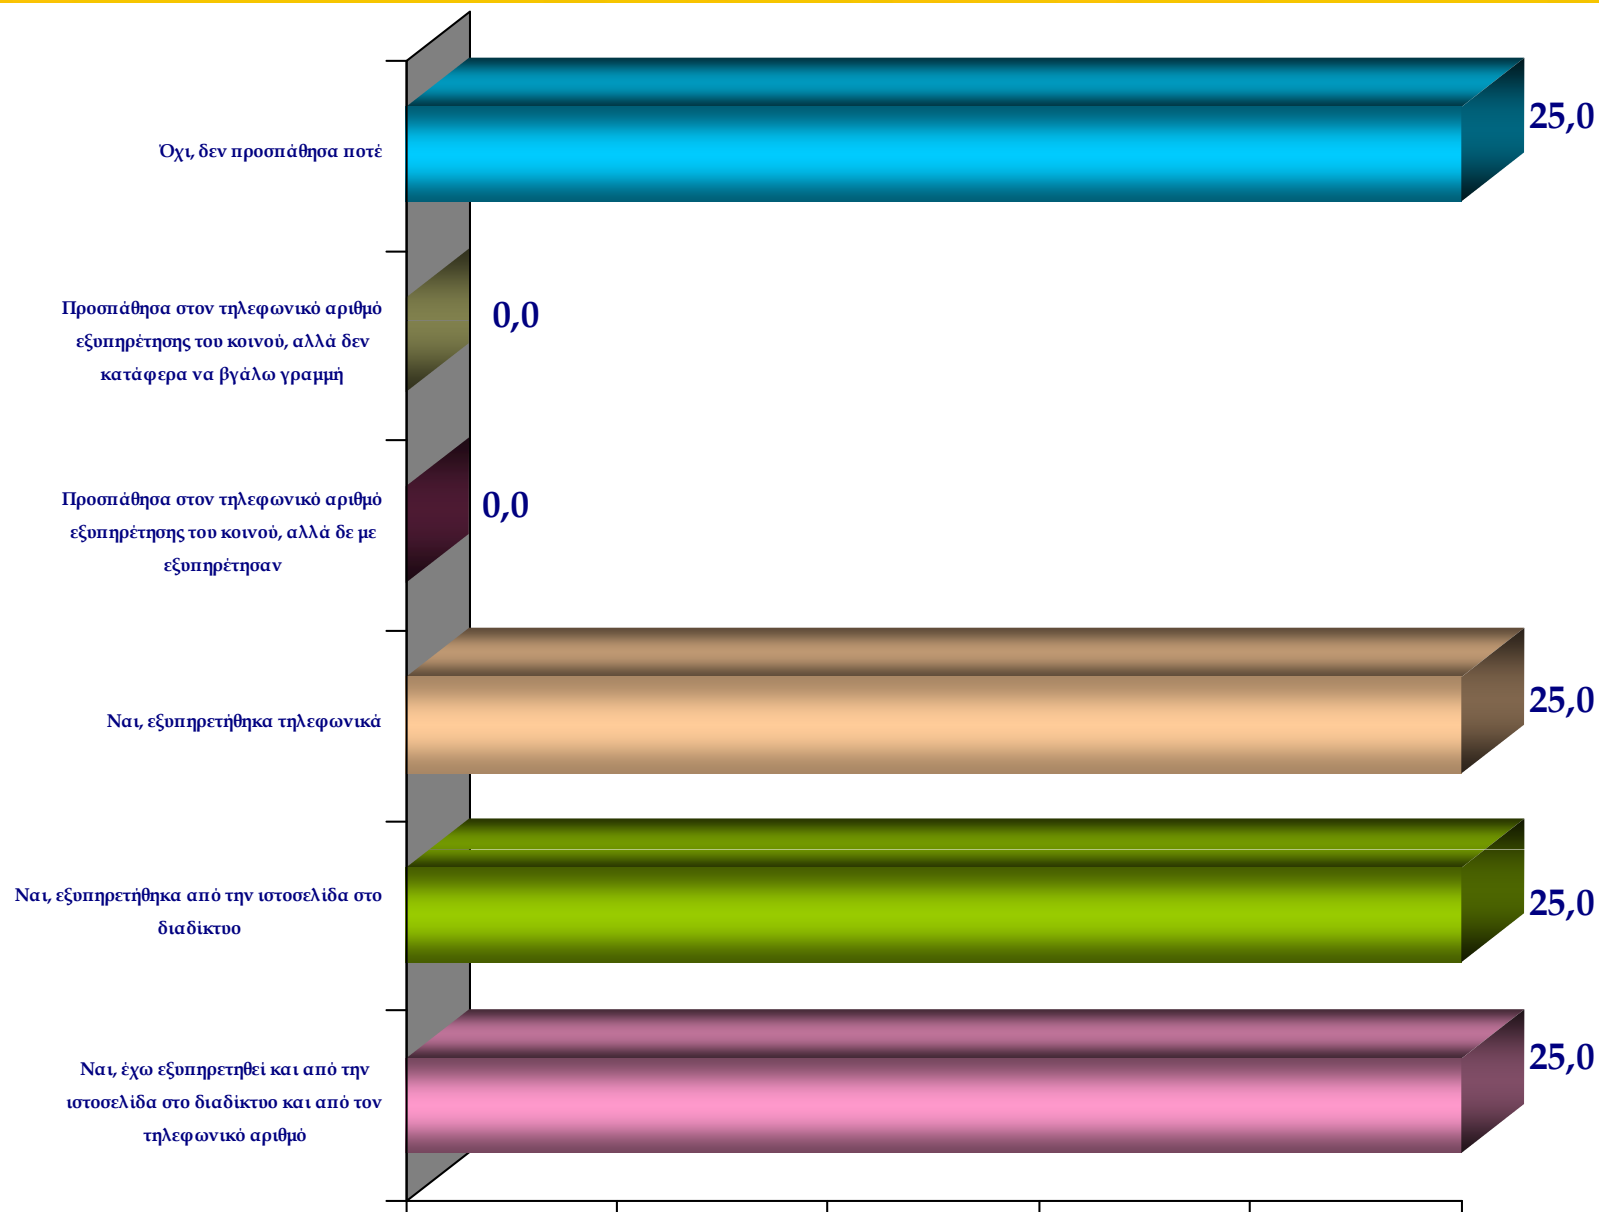 Όχι, δεν προσπάθησα ποτέ
25,0
Προσπάθησα στον τηλεφωνικό αριθμό
εξυπηρέτησης του κοινού, αλλά δεν
κατάφερα να βγάλω γραμμή
0,0
Προσπάθησα στον τηλεφωνικό αριθμό
εξυπηρέτησης του κοινού, αλλά δε με
εξυπηρέτησαν
0,0
Ναι, εξυπηρετήθηκα τηλεφωνικά
25,0
Ναι, εξυπηρετήθηκα από την ιστοσελίδα στο
διαδίκτυο
25,0
Ναι, έχω εξυπηρετηθεί και από την
ιστοσελίδα στο διαδίκτυο και από τον
τηλεφωνικό αριθμό
25,0